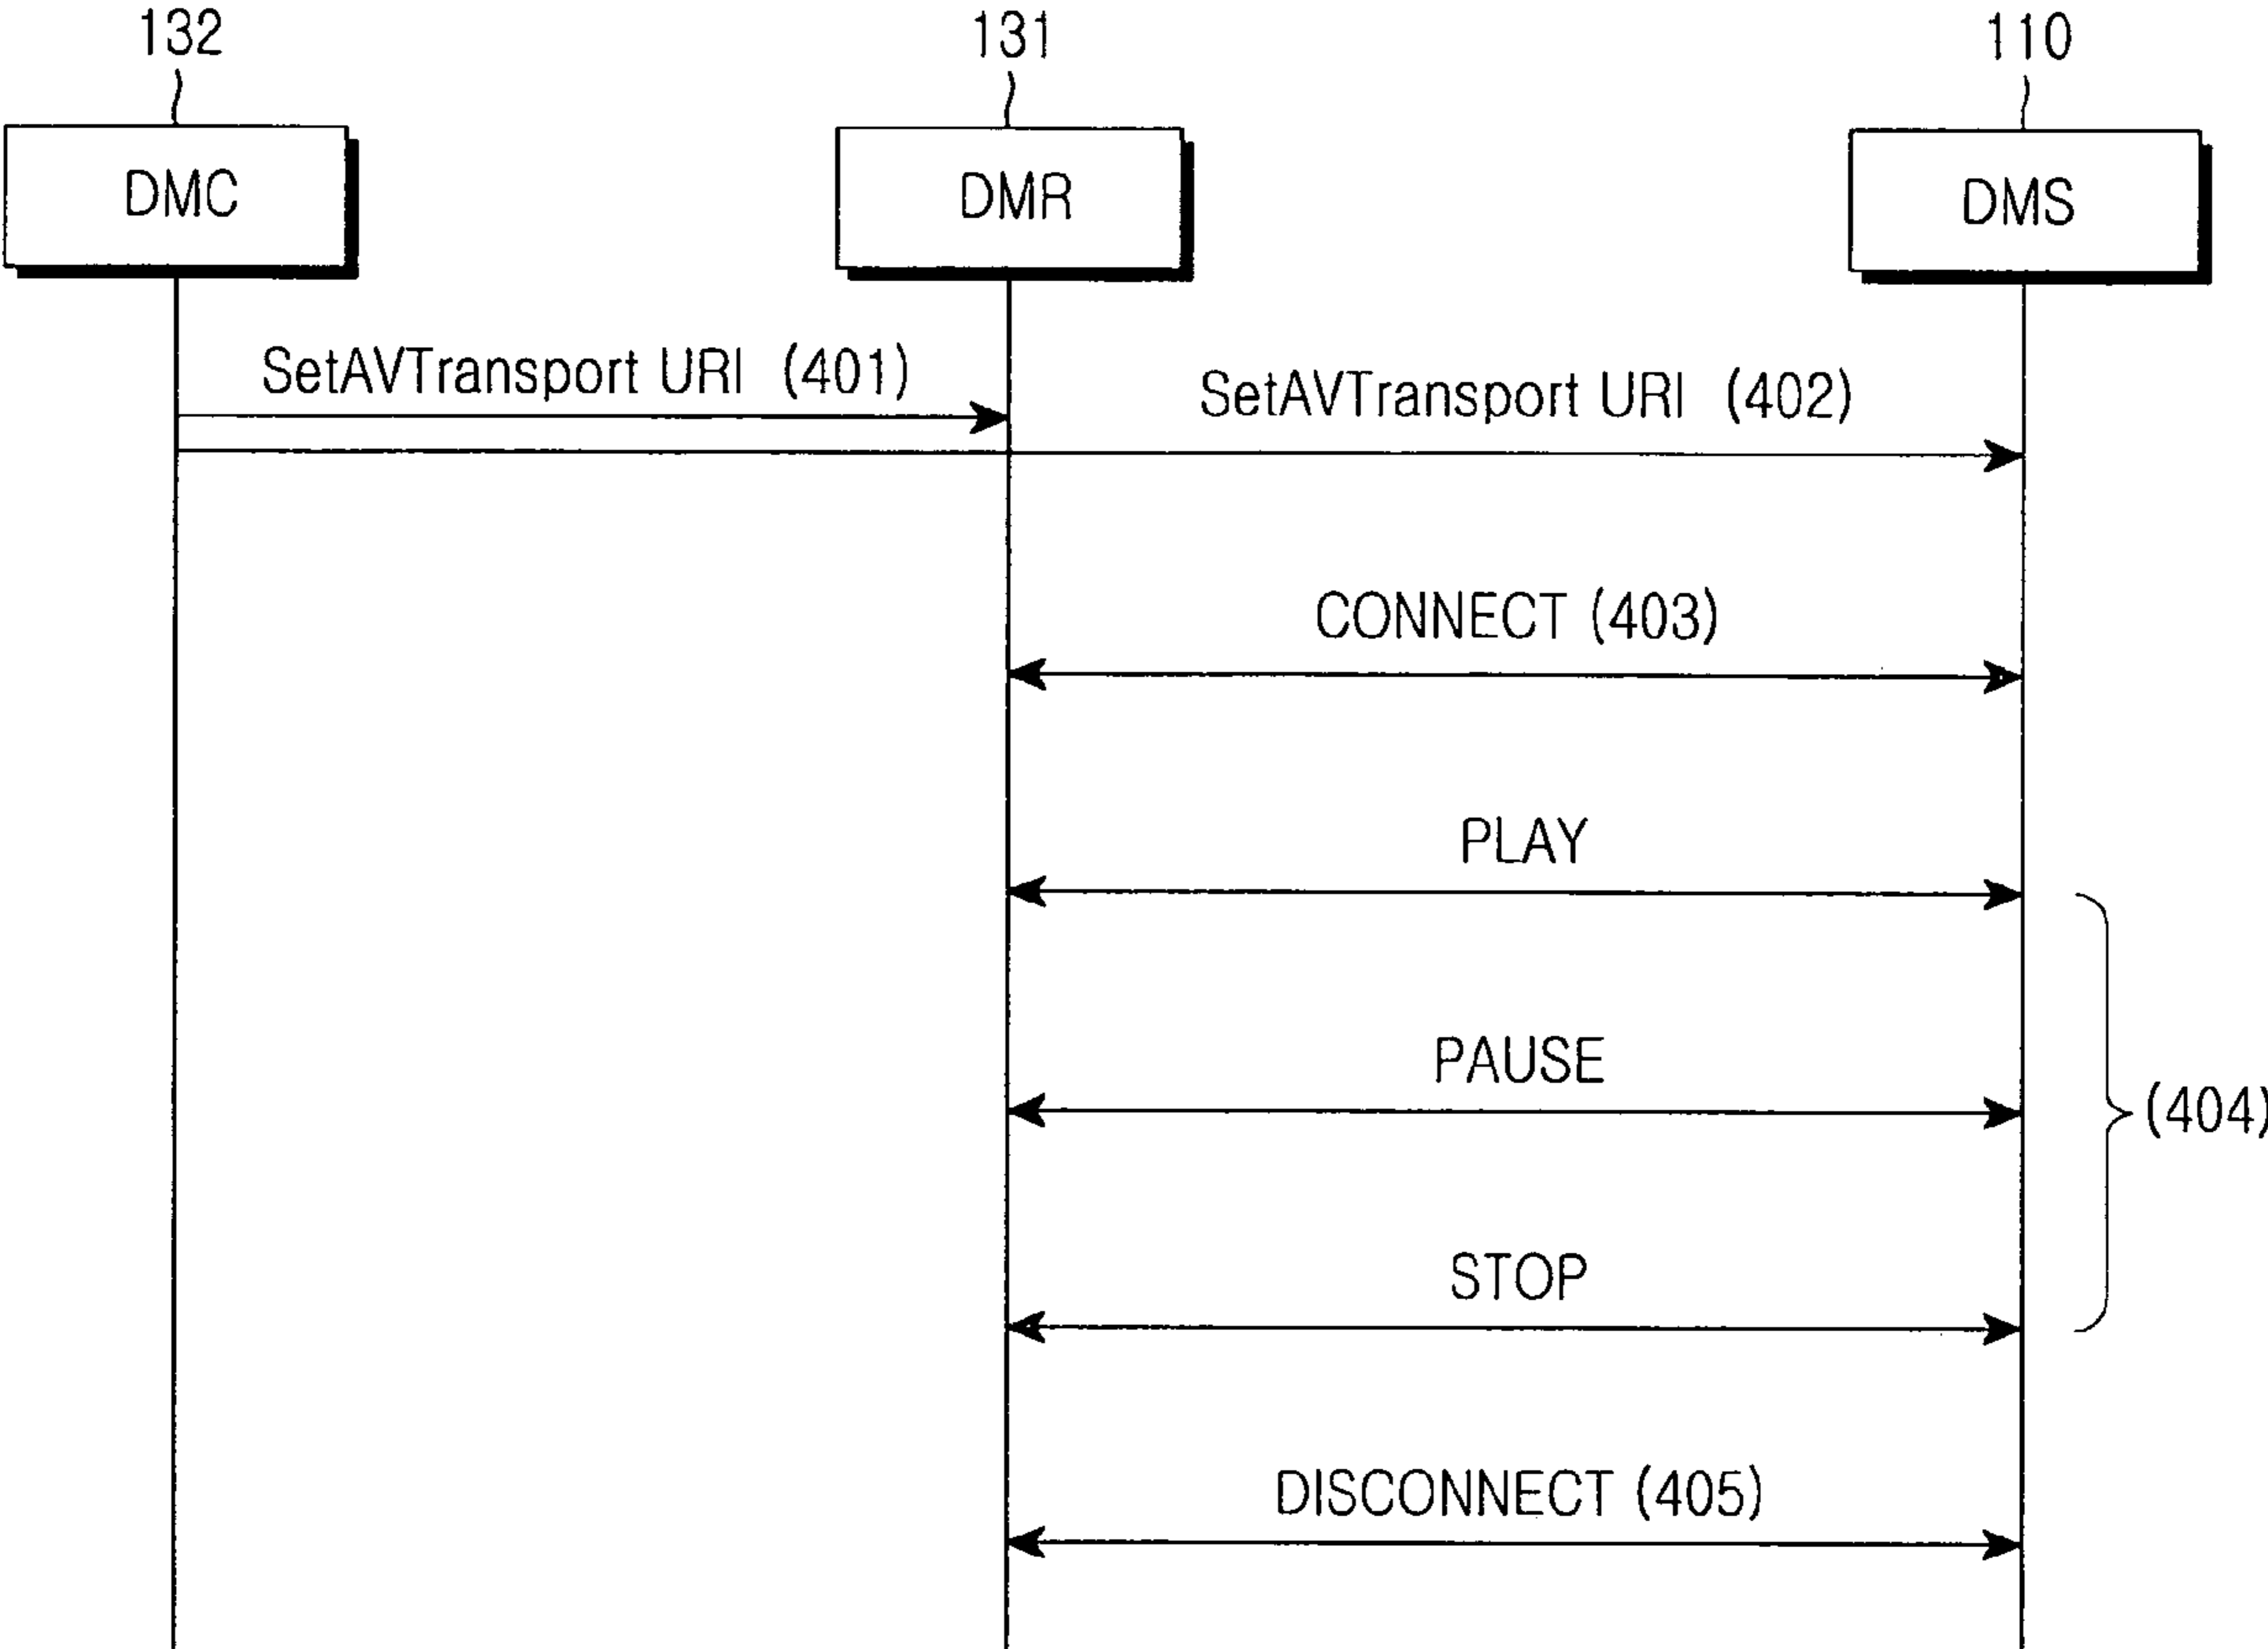 132
131
110
DMC
DMR
DMS
SetAVTransport URI (401)
SetAVTransport URI (402)
CONNECT (403)
PLAY
PAUSE
(404)
STOP
DISCONNECT (405)